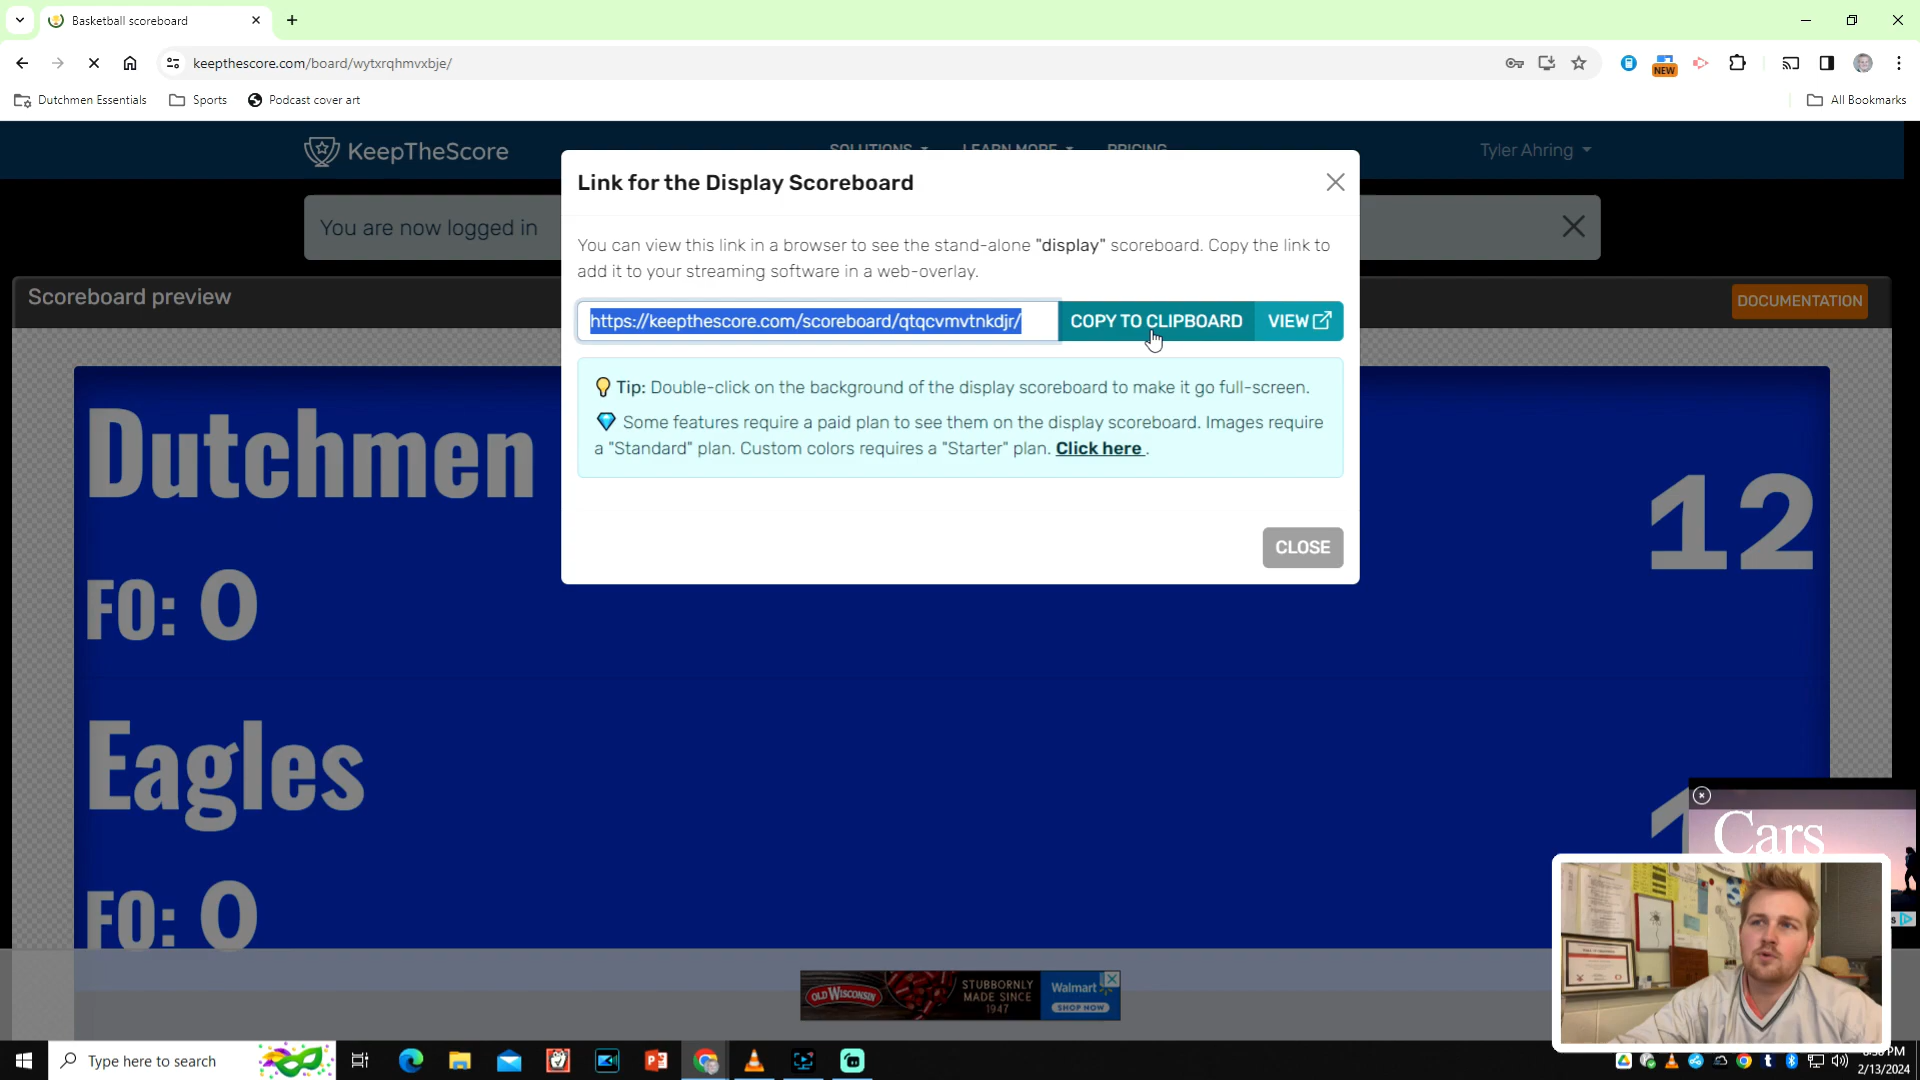 Basketball scoreboard
keepthescore.com/board/wytxrqhmvxbje/
NEW
Dutchmen Essentials
Sports
Podcast cover art
All Bookmarks
KeepTheScore
SOLUTIONS
LEARN MORE
PRICING
Tyler Ahring
You are now logged in
Link for the Display Scoreboard
You can view this link in a browser to see the stand-alone "display" scoreboard. Copy the link to
add it to your streaming software in a web-overlay.
https://keepthescore.com/scoreboard/qtqcvmvtnkdjr/
COPY TO CLIPBOARD
VIEW
Tip: Double-click on the background of the display scoreboard to make it go full-screen.
Some features require a paid plan to see them on the display scoreboard. Images require
a "Standard" plan. Custom colors requires a "Starter" plan. Click here .
CLOSE
Scoreboard preview
DOCUMENTATION
Dutchmen
12
FO: 0
Eagles
FO: 0
Cars
OLD WISCONSIN
STUBBORNLY
MADE SINCE
1947
Walmart
SHOP NOW
Type here to search
2/13/2024